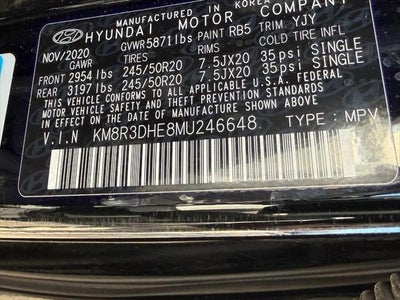 MANUFACTURED IN KOREA
HYUNDAI MOTOR COMPANY
NOV/2020 GVWR 5871 lbs PAINT RB5 TRIM. YJY
GAWR TIRES RIMS COLD TIRE INFL
FRONT 2954 lbs 245/50R20 7.5JX20 35psi SINGLE
REAR 3197 lbs 245/50R20 7.5JX20 35psi SINGLE
THIS VEHICLE CONFORMS TO ALL APPLICABLE U.S.A. FEDERAL
MOTOR VEHICLE SAFETY AND THEFT PREVENTION STANDARDS
IN EFFECT ON THE DATE OF MANUFACTURE SHOWN ABOVE.
V.I.N KM8R3DHE8MU246648 TYPE : MPV